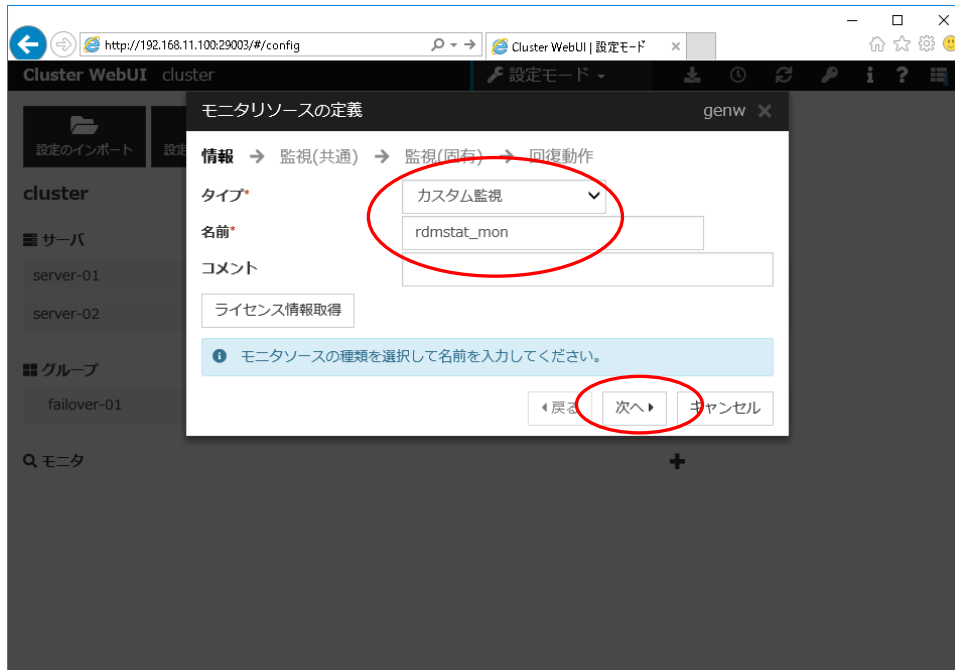 http://192.168.11.100:29003/#/config
Cluster WebUI | 設定モード
Cluster WebUI cluster
設定モード
設定のインポート
設定
cluster
サーバ
server-01
server-02
グループ
failover-01
モニタ
モニタリソースの定義
genw
情報 → 監視(共通) → 監視(固有) → 回復動作
タイプ*
カスタム監視
名前*
rdmstat_mon
コメント
ライセンス情報取得
モニタソースの種類を選択して名前を入力してください。
戻る
次へ
キャンセル